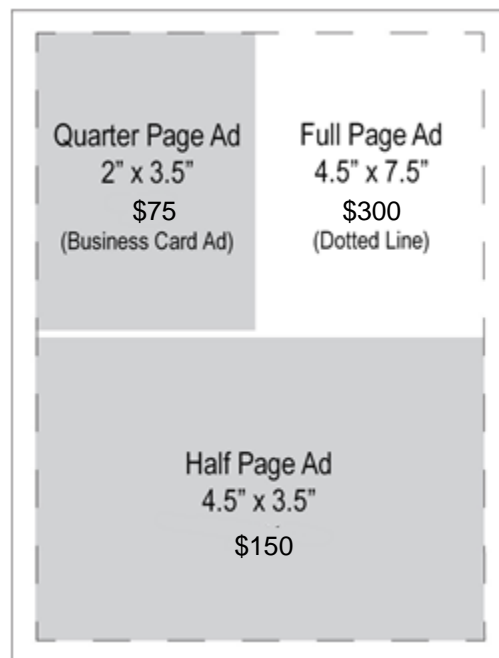 Quarter Page Ad
2” x 3.5”
$75
(Business Card Ad)
Full Page Ad
4.5” x 7.5”
$300
(Dotted Line)
Half Page Ad
4.5” x 3.5”
$150